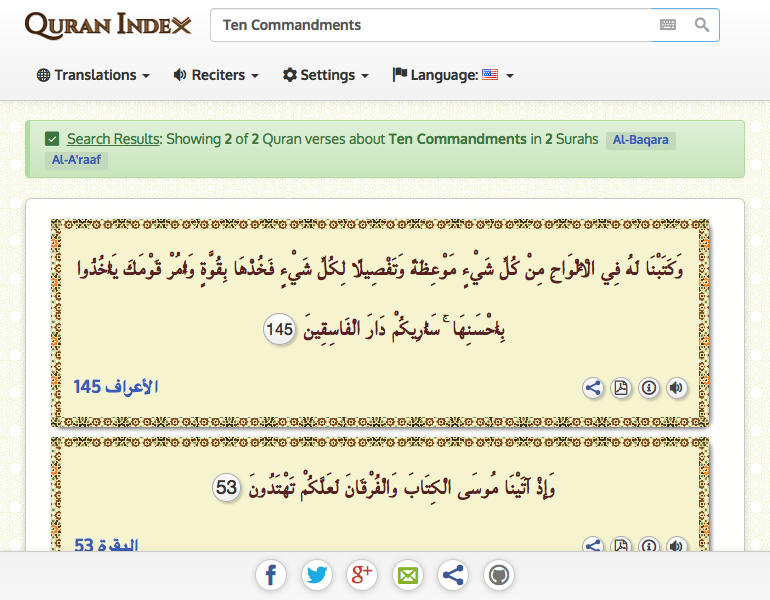 QURAN INDEX
Ten Commandments
Translations
Reciters
Settings
Language:
Search Results: Showing 2 of 2 Quran verses about Ten Commandments in 2 Surahs Al-Baqara
Al-A'raaf
وَكَتَبْنَا لَهُ فِي الْأَلْوَاحِ مِنْ كُلِّ شَيْءٍ مَوْعِظَةً وَتَفْصِيلًا لِكُلِّ شَيْءٍ فَخُذْهَا بِقُوَّةٍ وَأْمُرْ قَوْمَكَ يَأْخُذُوا
بِأَحْسَنِهَا ۚ سَأُرِيكُمْ دَارَ الْفَاسِقِينَ 145
الأعراف 145
وَإِذْ آتَيْنَا مُوسَى الْكِتَابَ وَالْفُرْقَانَ لَعَلَّكُمْ تَهْتَدُونَ 53
البقرة 53
f
g+